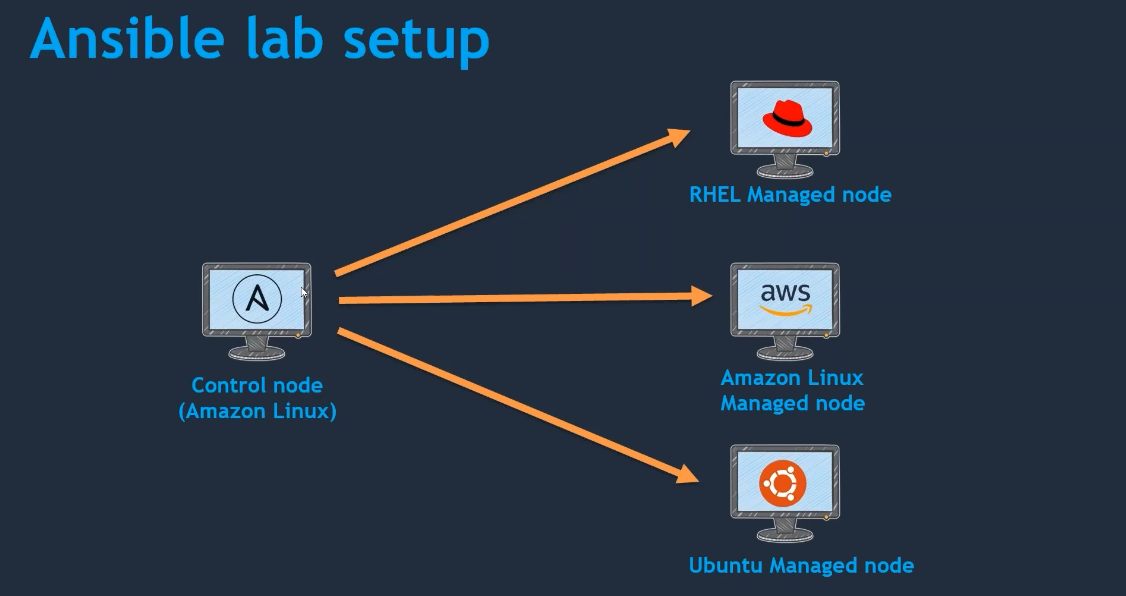 Ansible lab setup
RHEL Managed node
Control node
(Amazon Linux)
aws
Amazon Linux
Managed node
Ubuntu Managed node